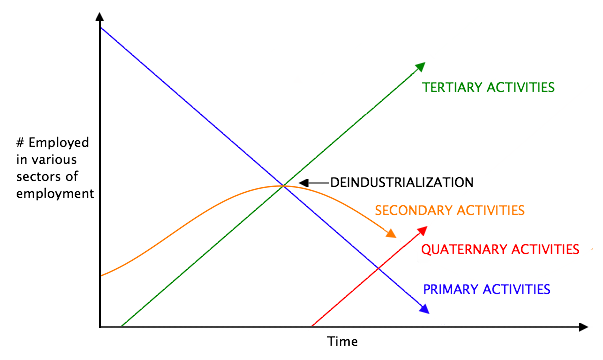 TERTIARY ACTIVITIES
# Employed
in various
sectors of
employment
DEINDUSTRIALIZATION
SECONDARY ACTIVITIES
QUATERNARY ACTIVITIES
PRIMARY ACTIVITIES
Time